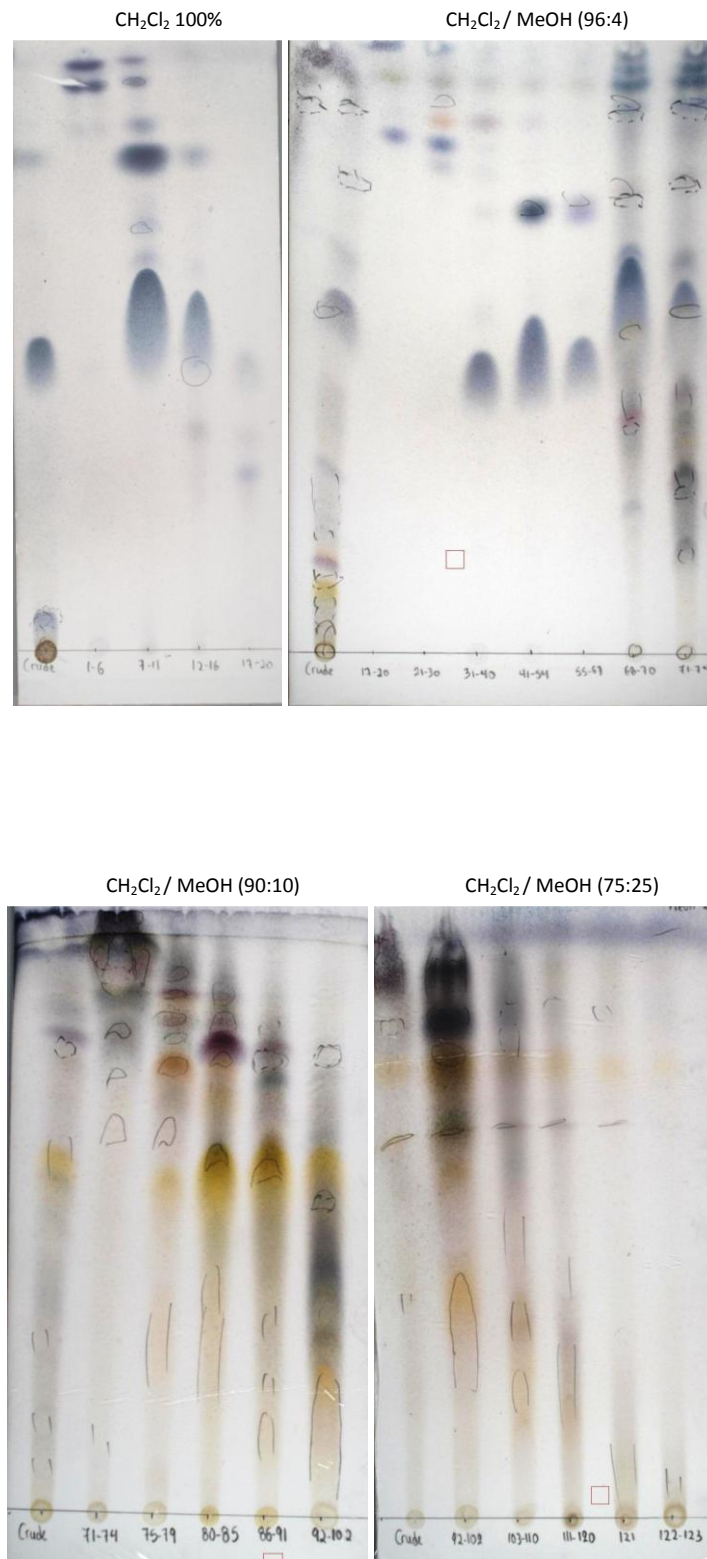 CH₂Cl₂ 100%
CH₂Cl₂ / MeOH (96:4)
Crude 1-6 7-11 12-16 17-20
Crude 17-20 21-30 31-40 41-54 55-67 68-70 71-74
CH₂Cl₂ / MeOH (90:10)
CH₂Cl₂ / MeOH (75:25)
Crude 71-74 75-79 80-85 86-91 92-102
Crude 92-102 103-110 111-120 121 122-123